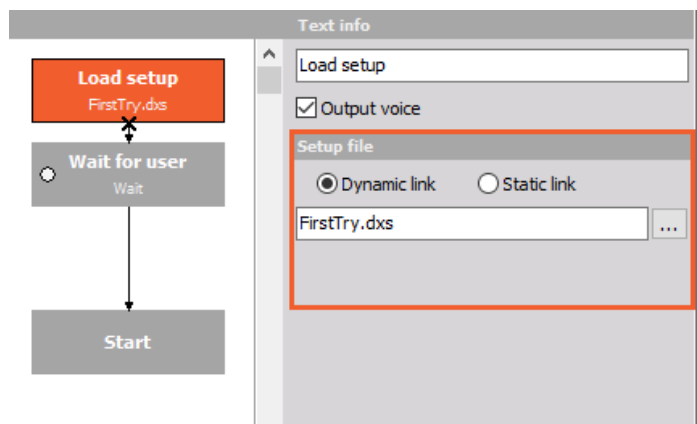 Text info
Load setup
FirstTry.dxs
Wait for user
Wait
Start
Load setup
Output voice
Setup file
Dynamic link
Static link
FirstTry.dxs
...